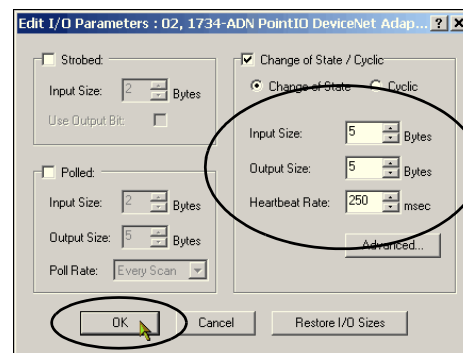 Edit I/O Parameters : 02, 1734-ADN PointIO DeviceNet Adap...
Strobed:
Input Size: 2 Bytes
Use Output Bit:
Polled:
Input Size: 2 Bytes
Output Size: 5 Bytes
Poll Rate: Every Scan
Change of State / Cyclic
Change of State Cyclic
Input Size: 5 Bytes
Output Size: 5 Bytes
Heartbeat Rate: 250 msec
Advanced...
OK Cancel Restore I/O Sizes